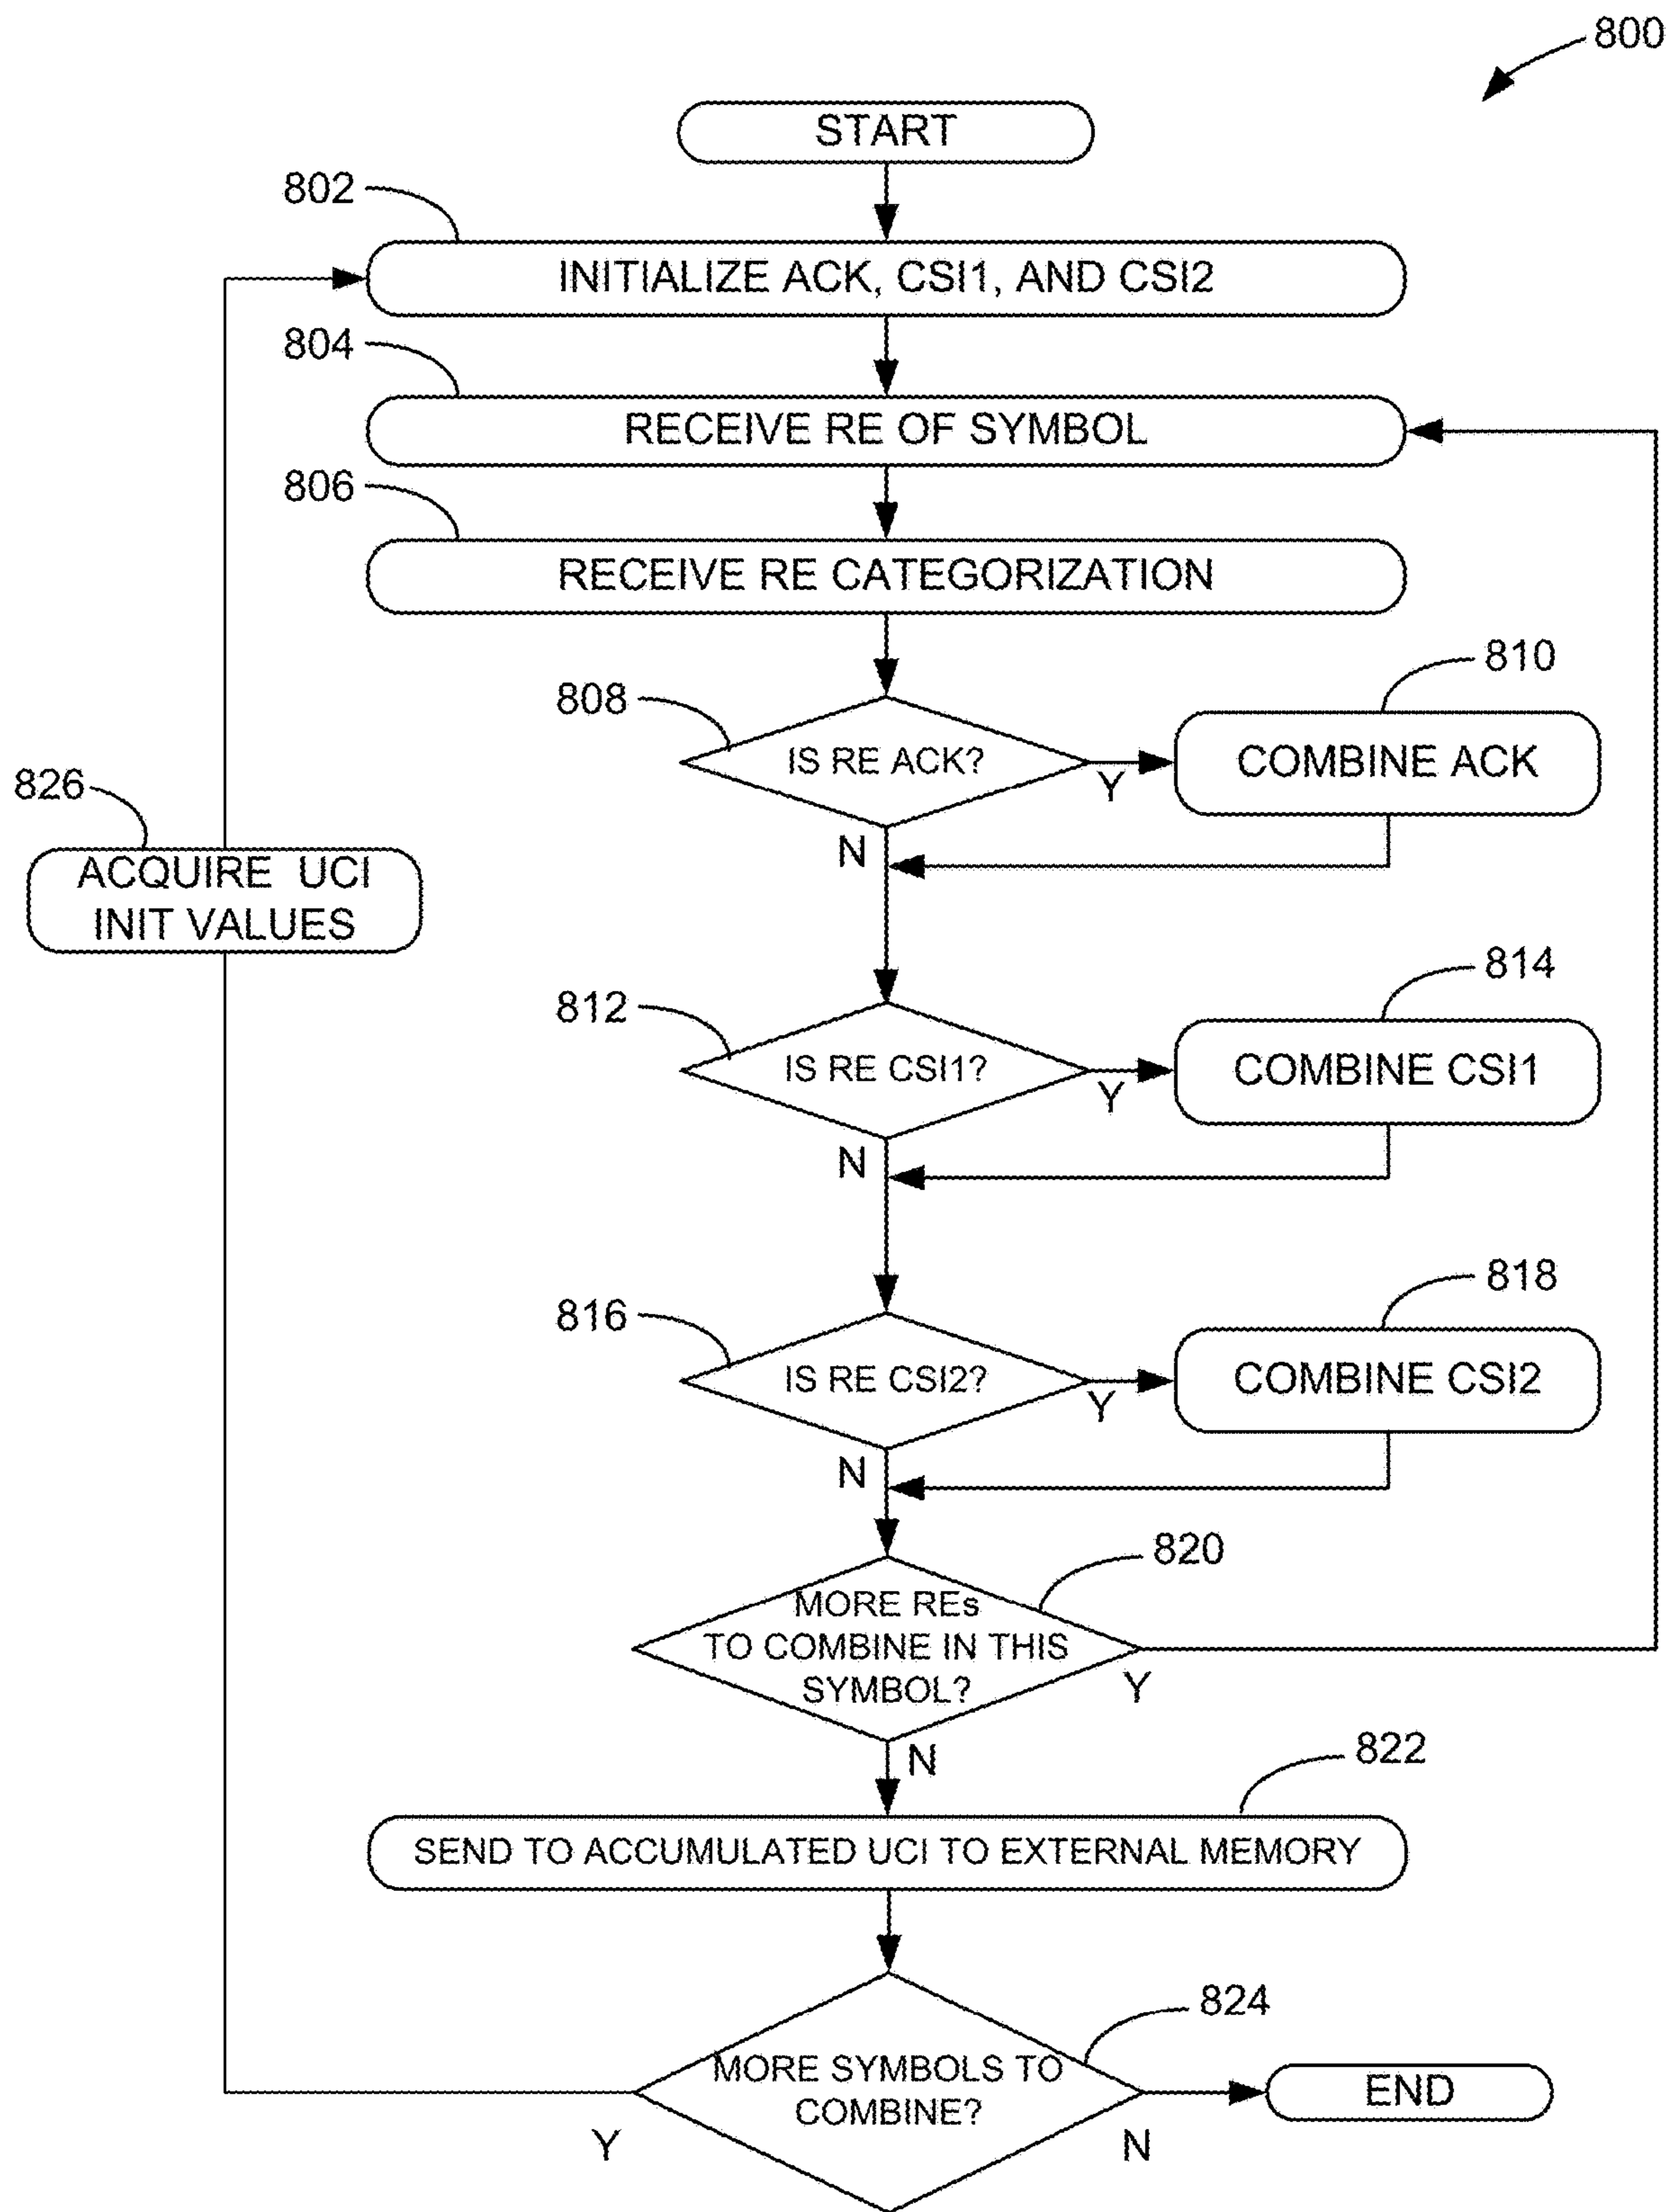 800
START
802
INITIALIZE ACK, CSI1, AND CSI2
804
RECEIVE RE OF SYMBOL
806
RECEIVE RE CATEGORIZATION
808
IS RE ACK?
Y
810
COMBINE ACK
N
826
ACQUIRE UCI
INIT VALUES
812
IS RE CSI1?
Y
814
COMBINE CSI1
N
816
IS RE CSI2?
Y
818
COMBINE CSI2
N
820
MORE REs
TO COMBINE IN THIS
SYMBOL?
Y
N
822
SEND TO ACCUMULATED UCI TO EXTERNAL MEMORY
824
MORE SYMBOLS TO
COMBINE?
Y
N
END